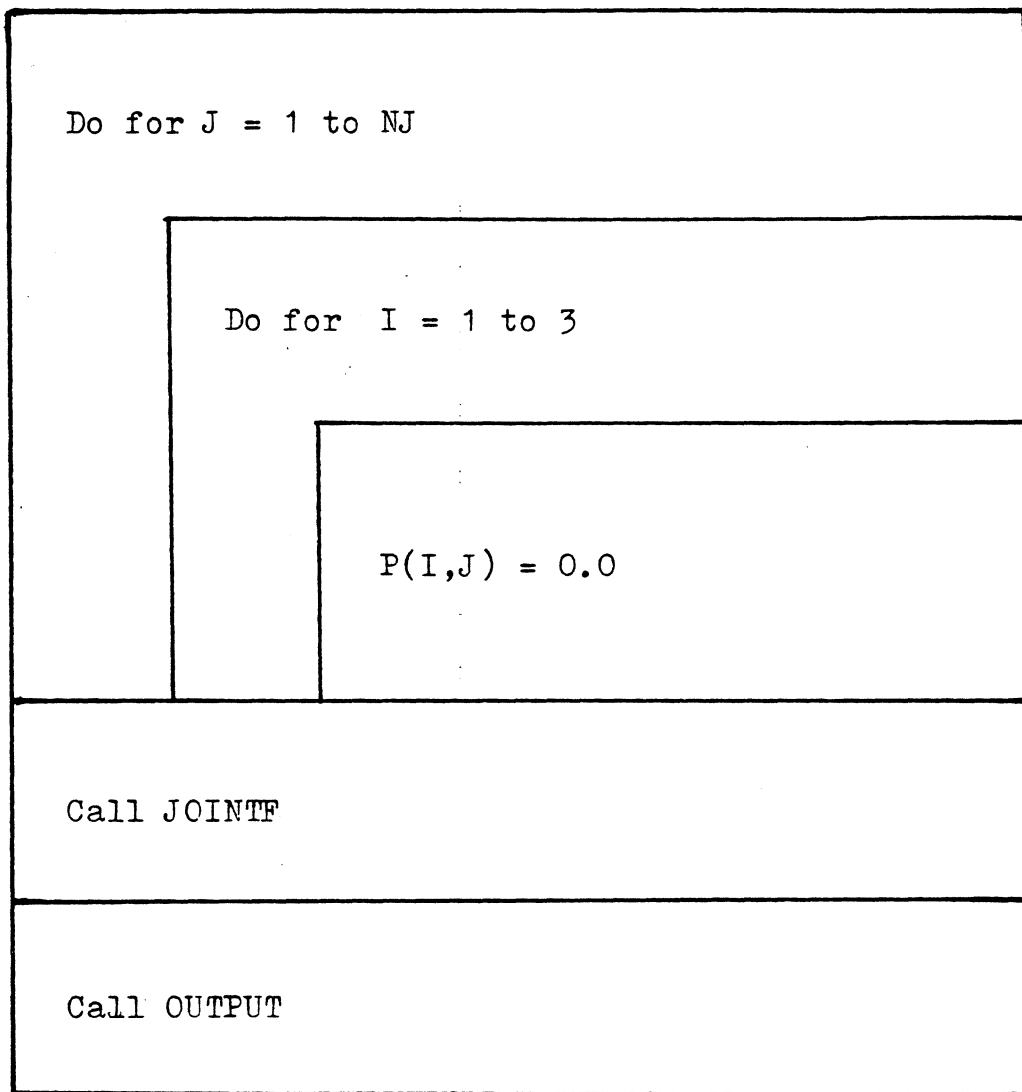 Do for J = 1 to NJ
Do for I = 1 to 3
P(I,J) = 0.0
Call JOINTF
Call OUTPUT